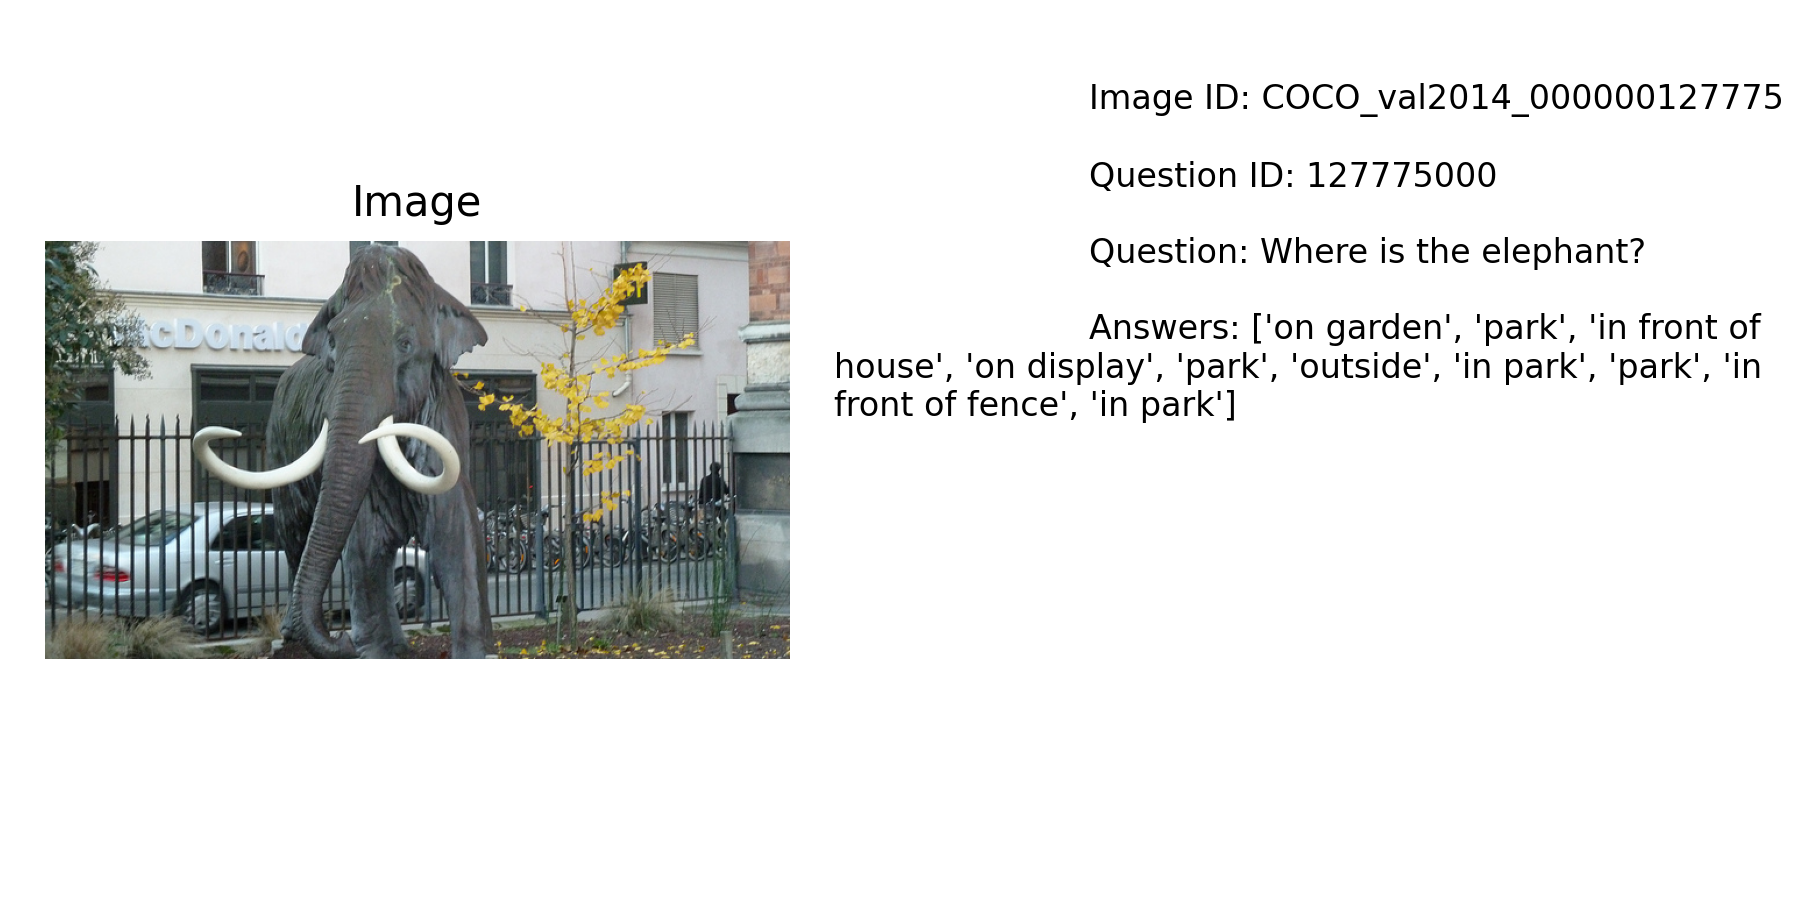 Image
acDonald
Image ID: COCO_val2014_000000127775
Question ID: 127775000
Question: Where is the elephant?
Answers: ['on garden', 'park', 'in front of
house', 'on display', 'park', 'outside', 'in park', 'park', 'in
front of fence', 'in park']